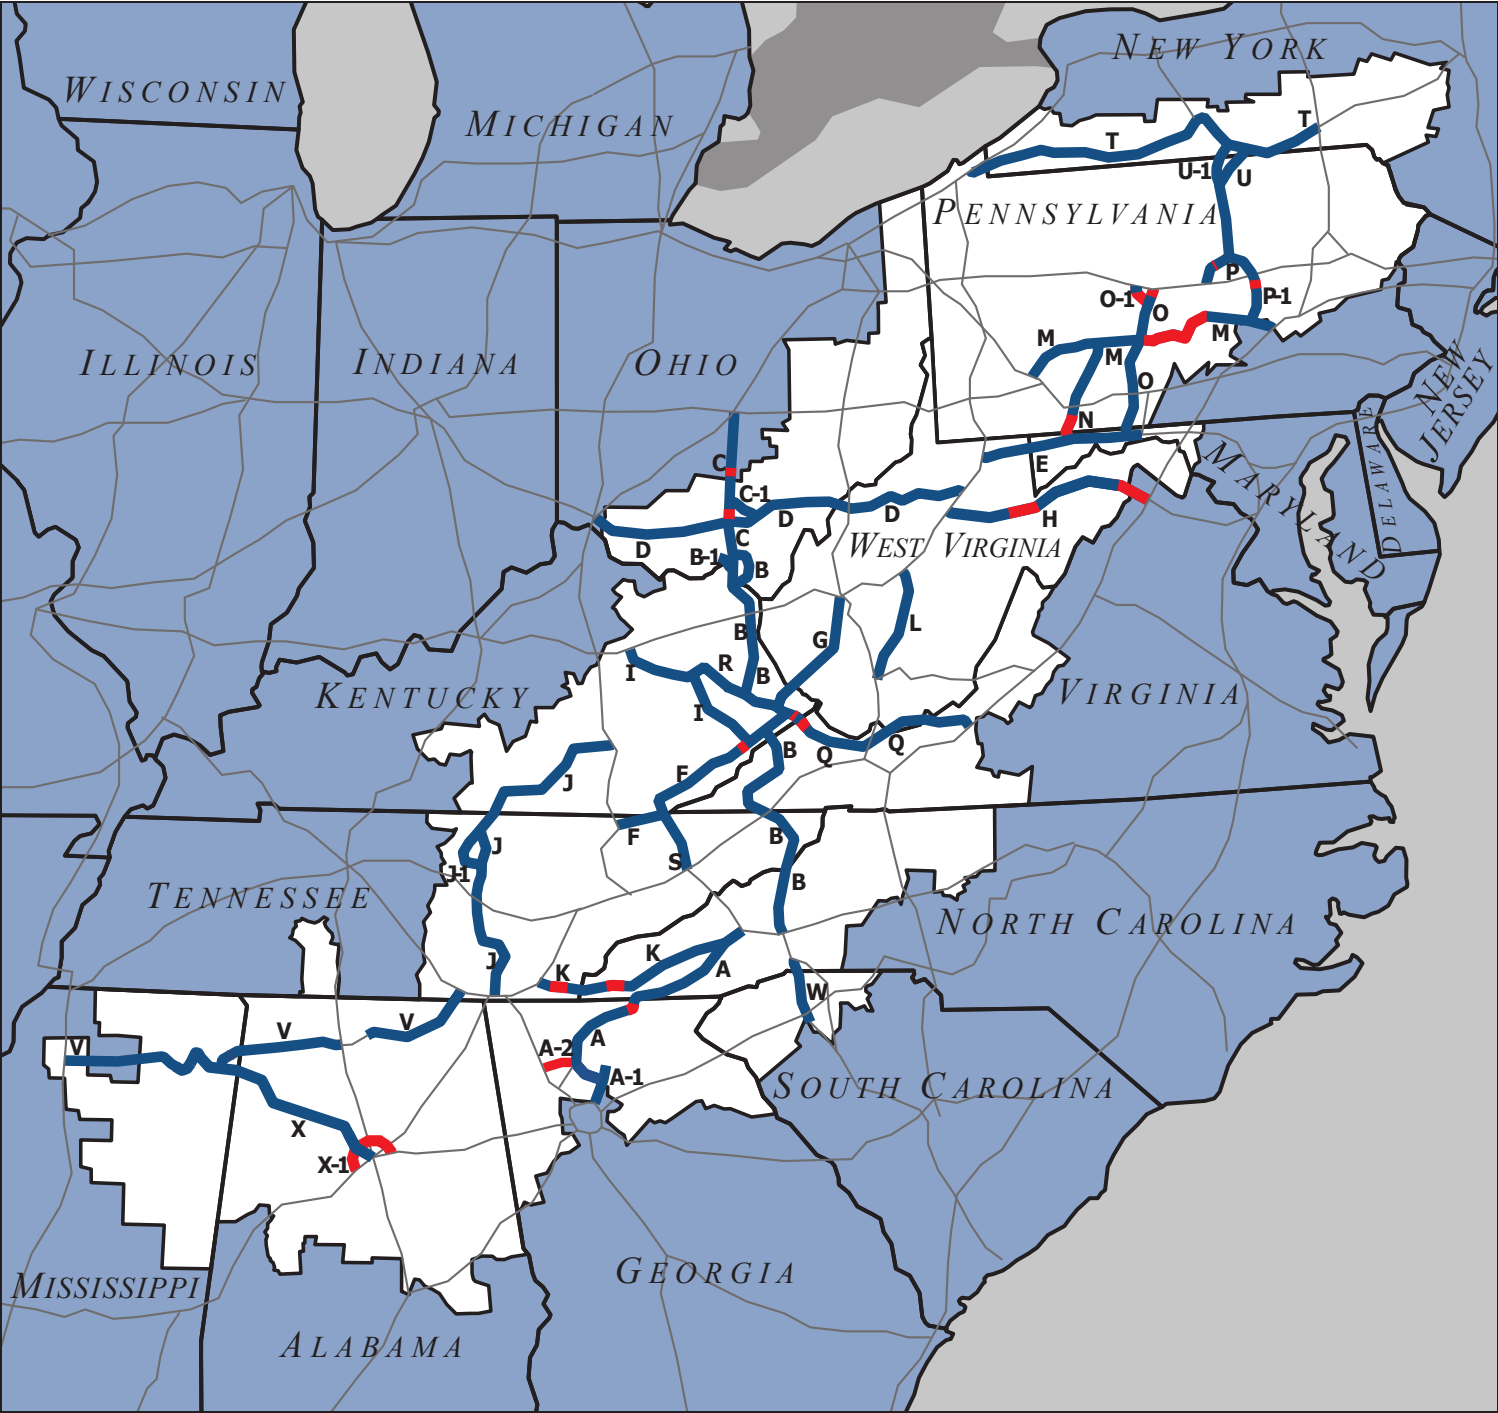 NEW YORK
WISCONSIN
MICHIGAN
T
T
U-1
U
PENNSYLVANIA
P
O-1
O
P-1
M
M
M
ILLINOIS
INDIANA
OHIO
O
NEW
JERSEY
N
DELAWARE
E
C
C-1
D
D
H
MARYLAND
D
C
WEST VIRGINIA
B-1
B
B
G
L
I
R
B
KENTUCKY
VIRGINIA
I
B
Q
Q
F
J
F
B
J
S
J-1
B
TENNESSEE
NORTH CAROLINA
K
J
K
A
W
V
V
V
A
A-2
A-1
SOUTH CAROLINA
X
X-1
GEORGIA
MISSISSIPPI
ALABAMA